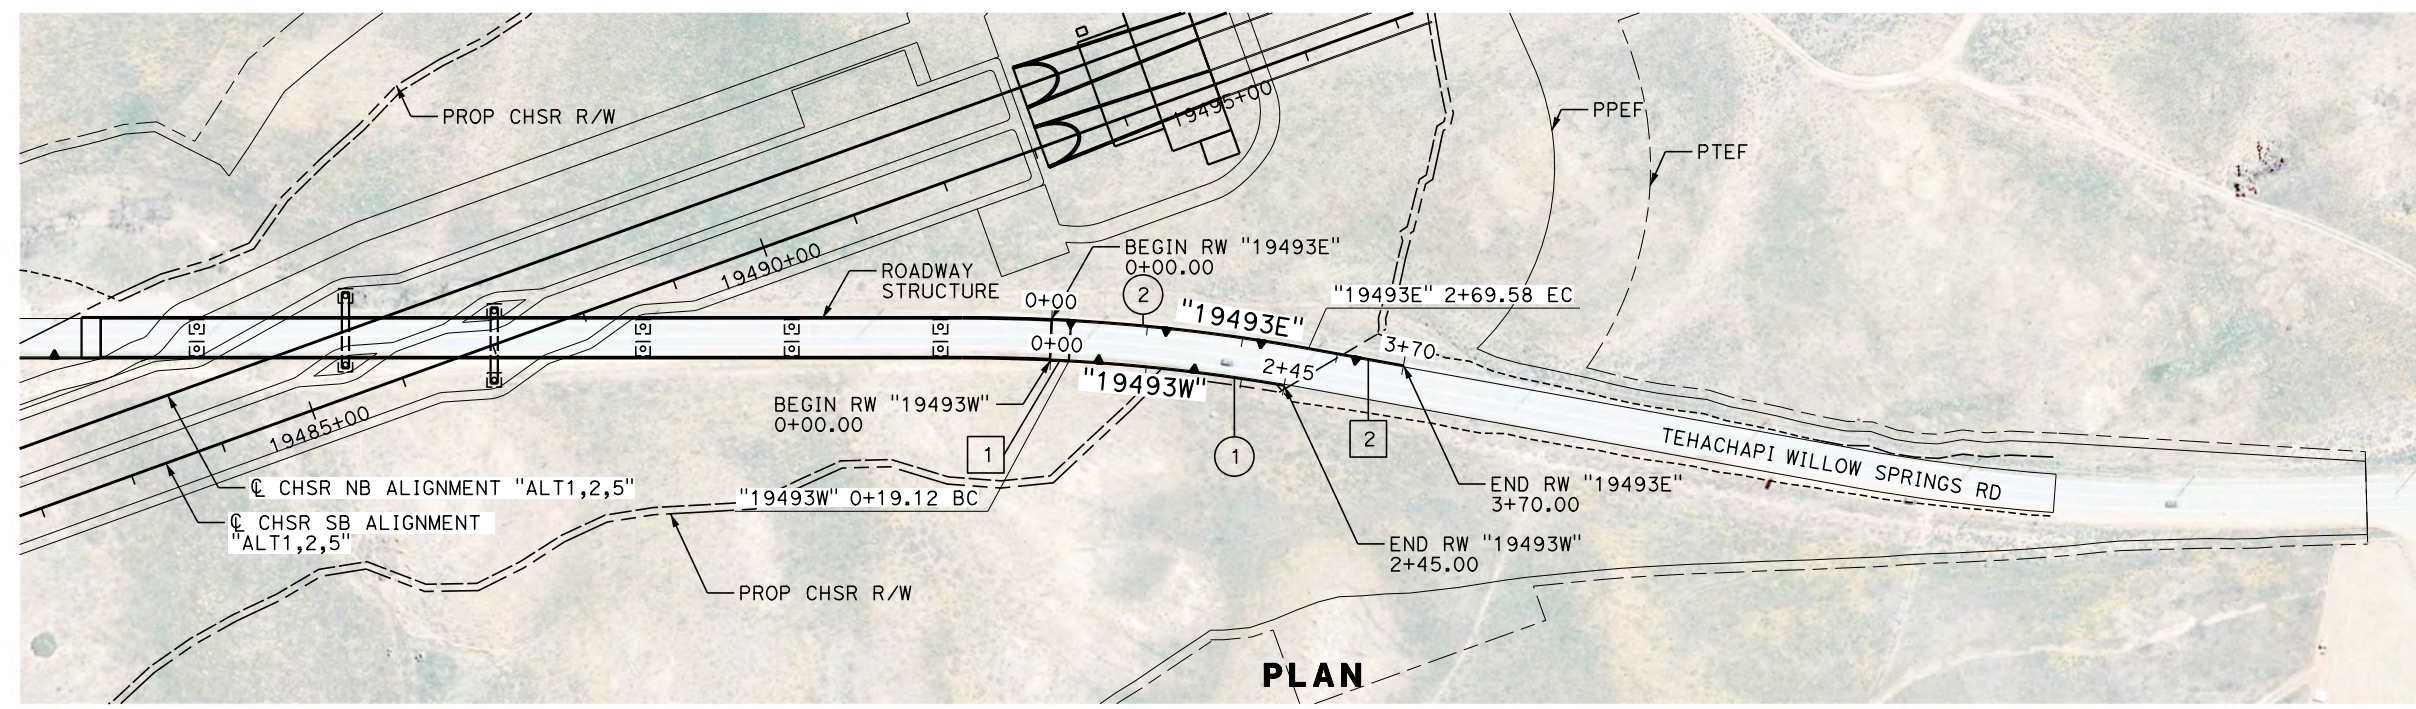 PROP CHSR R/W
19495+00
PPEF
PTEF
BEGIN RW "19493E"
0+00.00
19490+00
ROADWAY
STRUCTURE
0+00
2
"19493E"
"19493E" 2+69.58 EC
0+00
3+70
2+45
"19493W"
BEGIN RW "19493W"
0+00.00
19485+00
1
1
2
TEHACHAPI WILLOW SPRINGS RD
℄ CHSR NB ALIGNMENT "ALT1,2,5"
"19493W" 0+19.12 BC
END RW "19493E"
3+70.00
℄ CHSR SB ALIGNMENT
"ALT1,2,5"
END RW "19493W"
2+45.00
PROP CHSR R/W
PLAN